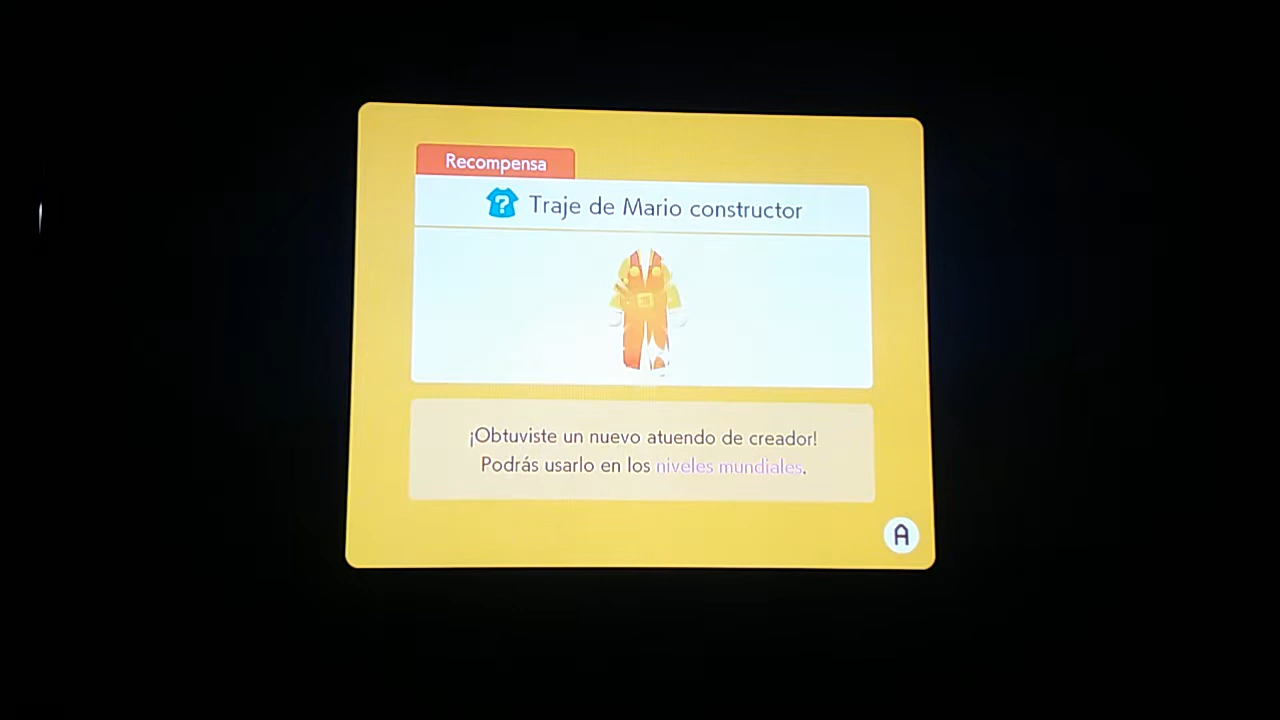 Recompensa
? Traje de Mario constructor
¡Obtuviste un nuevo atuendo de creador!
Podrás usarlo en los niveles mundiales.
A